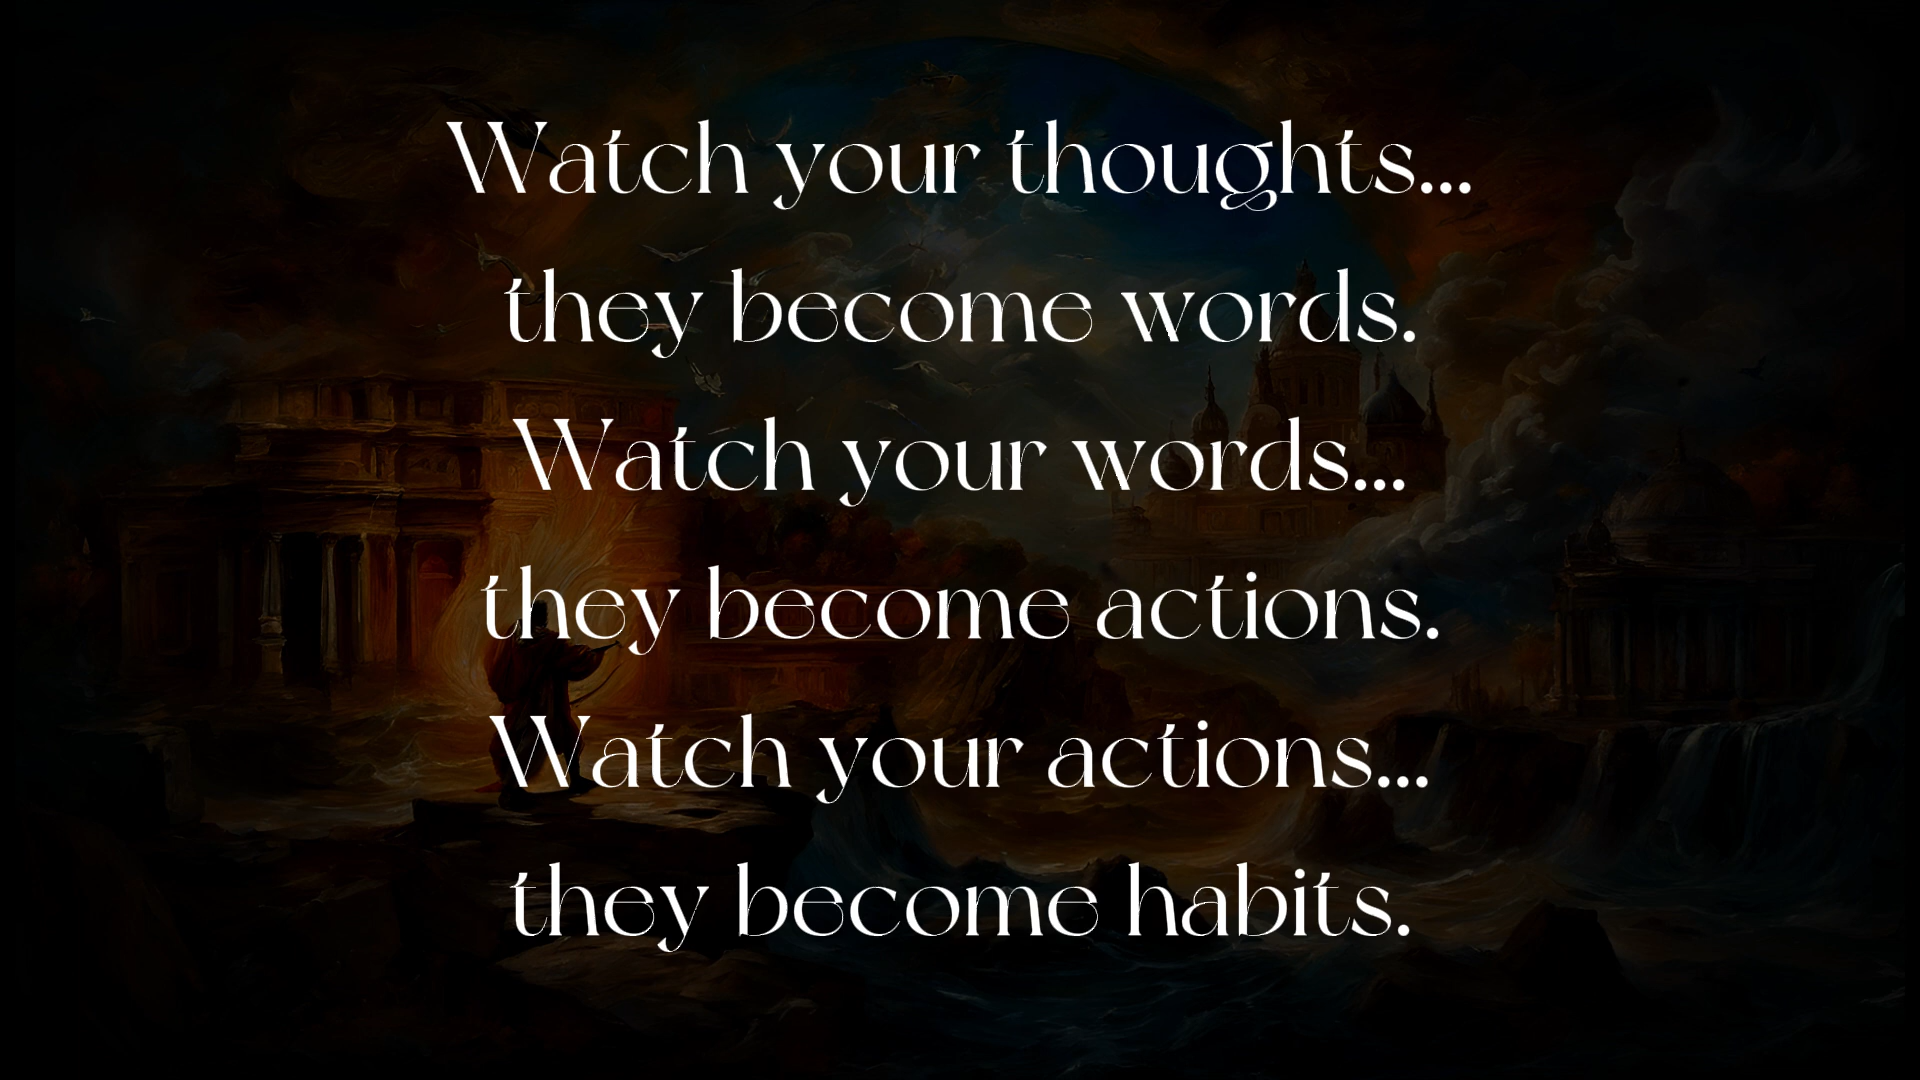 Watch your thoughts...
they become words.
Watch your words...
they become actions.
Watch your actions...
they become habits.